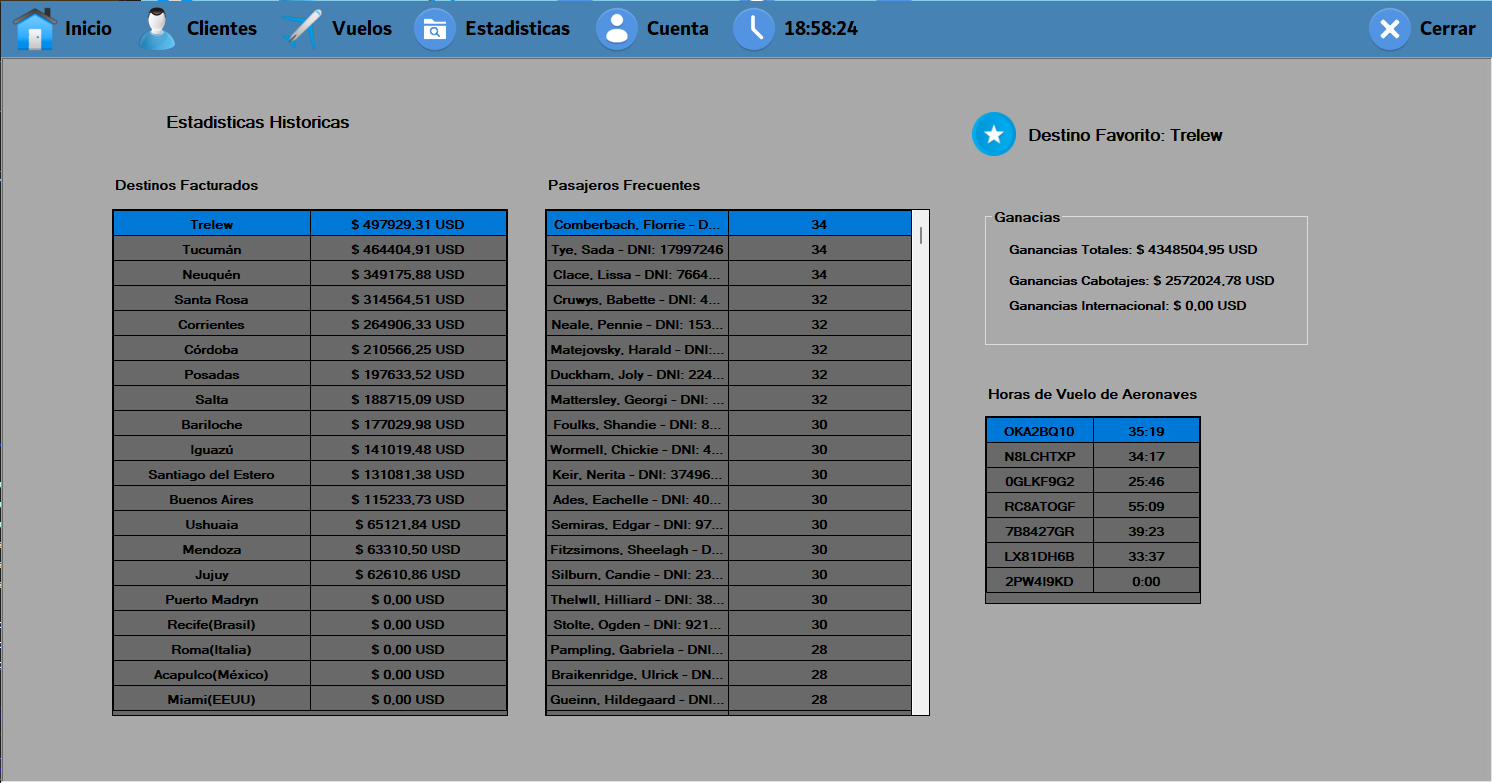 Inicio Clientes Vuelos Estadisticas Cuenta 18:58:24 Cerrar
Estadisticas Historicas
Destino Favorito: Trelew
Destinos Facturados
Trelew $ 497929,31 USD
Tucumán $ 464404,91 USD
Neuquén $ 349175,88 USD
Santa Rosa $ 314564,51 USD
Corrientes $ 264906,33 USD
Córdoba $ 210566,25 USD
Posadas $ 197633,52 USD
Salta $ 188715,09 USD
Bariloche $ 177029,98 USD
Iguazú $ 141019,48 USD
Santiago del Estero $ 131081,38 USD
Buenos Aires $ 115233,73 USD
Ushuaia $ 65121,84 USD
Mendoza $ 63310,50 USD
Jujuy $ 62610,86 USD
Puerto Madryn $ 0,00 USD
Recife(Brasil) $ 0,00 USD
Roma(Italia) $ 0,00 USD
Acapulco(México) $ 0,00 USD
Miami(EEUU) $ 0,00 USD
Pasajeros Frecuentes
Comberbach, Florrie - D... 34
Tye, Sada - DNI: 17997246 34
Clace, Lissa - DNI: 7664... 34
Cruwys, Babette - DNI: 4... 32
Neale, Pennie - DNI: 153... 32
Matejovsky, Harald - DNI:... 32
Duckham, Joly - DNI: 224... 32
Mattersley, Georgi - DNI: ... 32
Foulks, Shandie - DNI: 8... 30
Wormell, Chickie - DNI: 4... 30
Keir, Nerita - DNI: 37496... 30
Ades, Eachelle - DNI: 40... 30
Semiras, Edgar - DNI: 97... 30
Fitzsimons, Sheelagh - D... 30
Silburn, Candie - DNI: 23... 30
Thelwll, Hilliard - DNI: 38... 30
Stolte, Ogden - DNI: 921... 30
Pampling, Gabriela - DNI... 28
Braikenridge, Ulrick - DN... 28
Gueinn, Hildegaard - DNI... 28
Ganacias
Ganancias Totales: $ 4348504,95 USD
Ganancias Cabotajes: $ 2572024,78 USD
Ganancias Internacional: $ 0,00 USD
Horas de Vuelo de Aeronaves
OKA2BQ10 35:19
N8LCHTXP 34:17
0GLKF9G2 25:46
RC8ATOGF 55:09
7B8427GR 39:23
LX81DH6B 33:37
2PW4I9KD 0:00